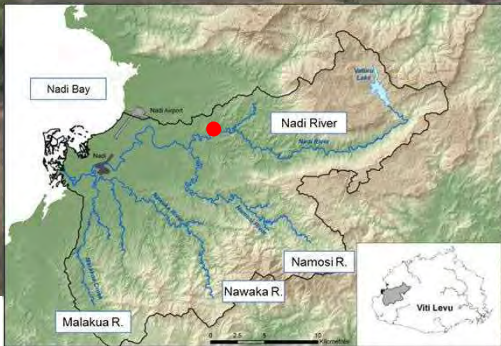 Nadi Bay
Nadi Airport
Vaturu
Lake
Nadi River
Nadi River
Nadi
Namosi R.
Nawaka R.
Malakua R.
Viti Levu
0
2.5
5
10
Kilometers